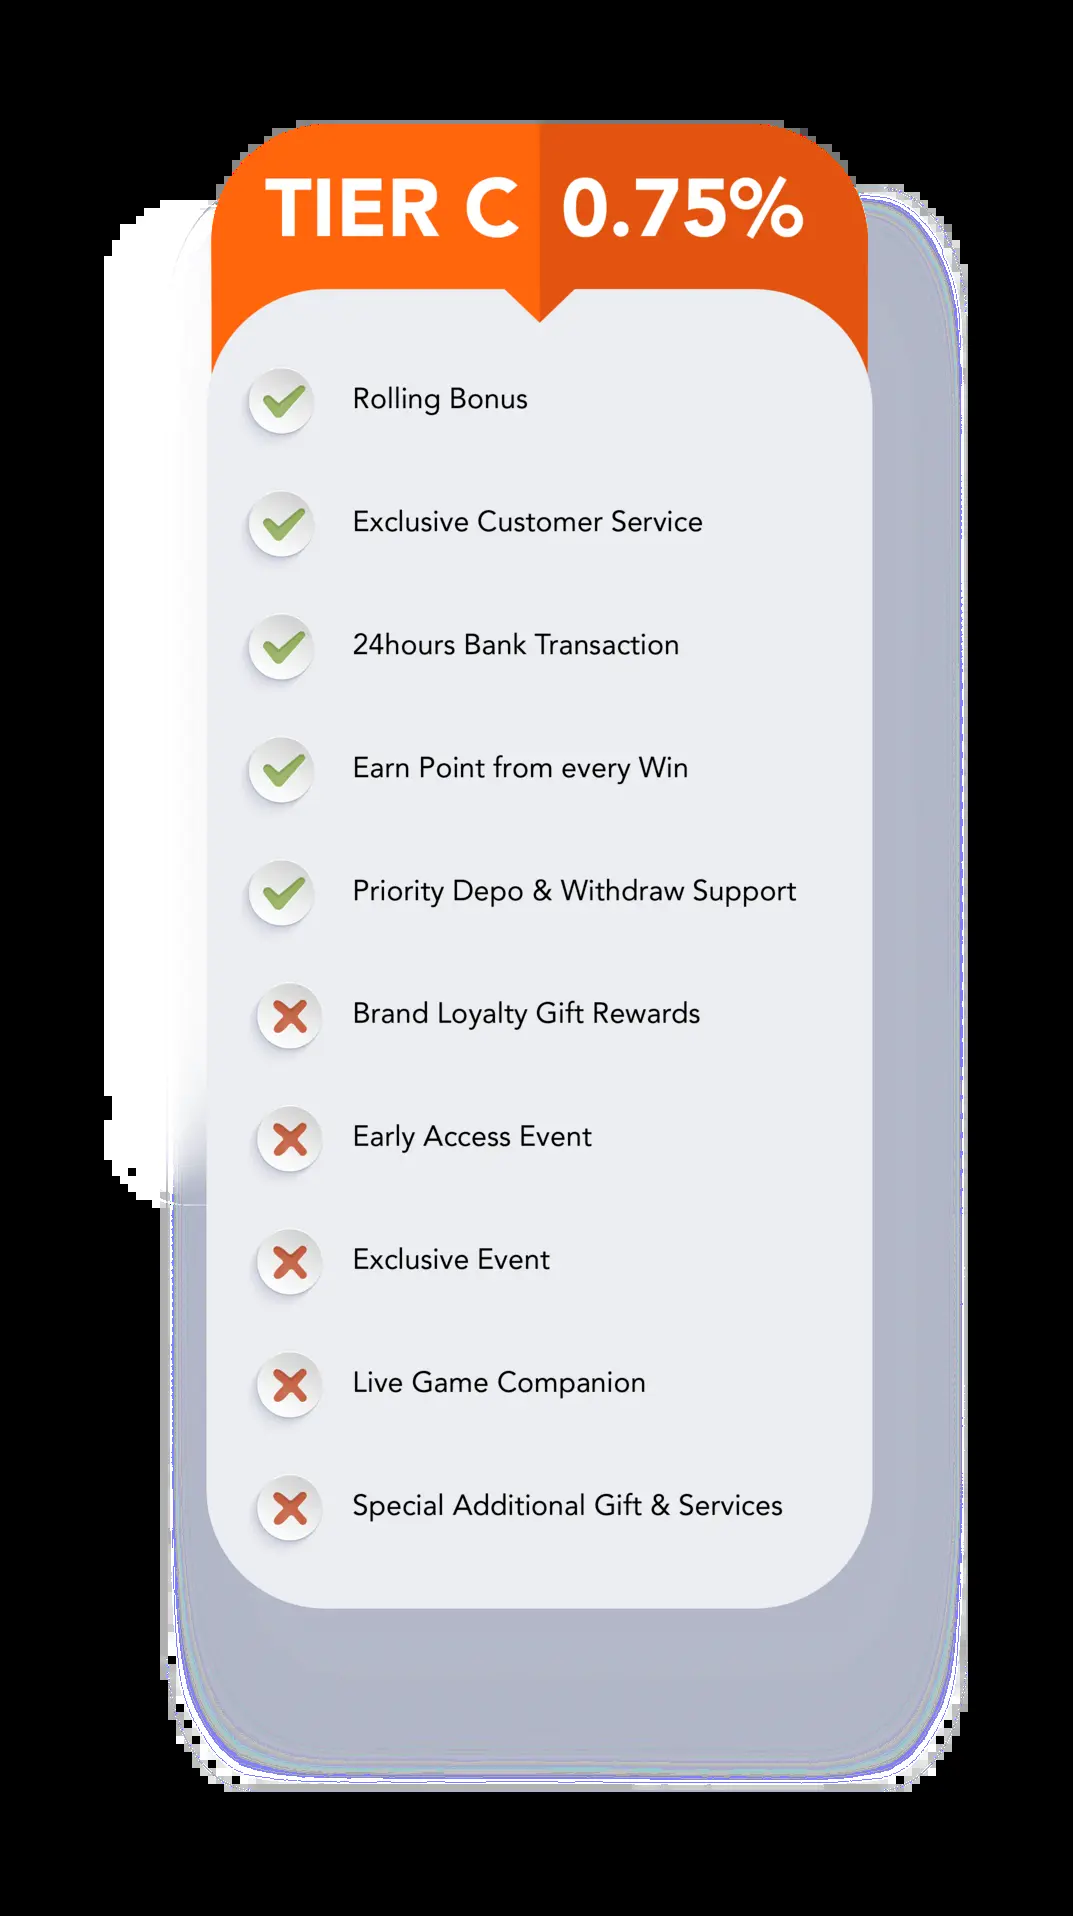 TIER C 0.75%
Rolling Bonus
Exclusive Customer Service
24hours Bank Transaction
Earn Point from every Win
Priority Depo & Withdraw Support
Brand Loyalty Gift Rewards
Early Access Event
Exclusive Event
Live Game Companion
Special Additional Gift & Services